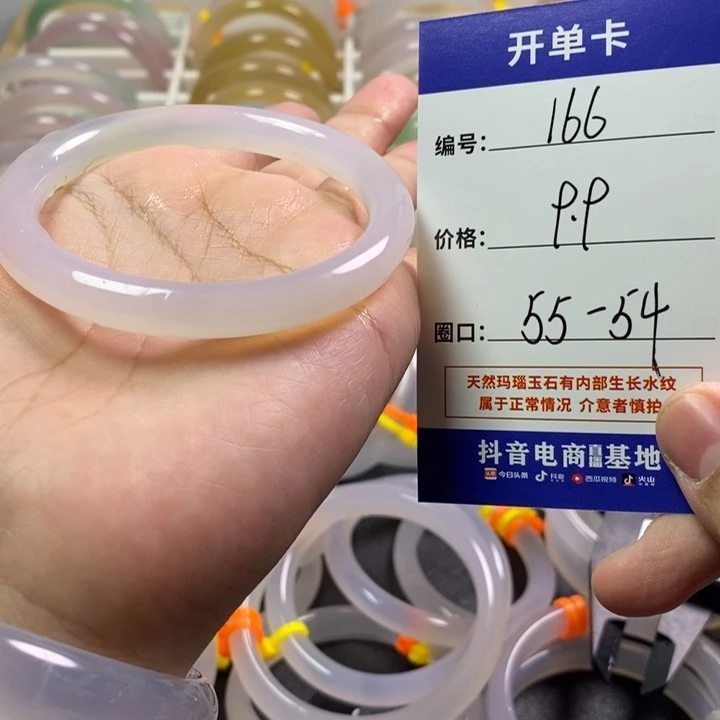 开单卡
编号: 166
价格: 9.9
圈口: 55-54
天然玛瑙玉石有内部生长水纹
属于正常情况 介意者慎拍
抖音电商直播基地
今日头条 抖音 西瓜视频 火山